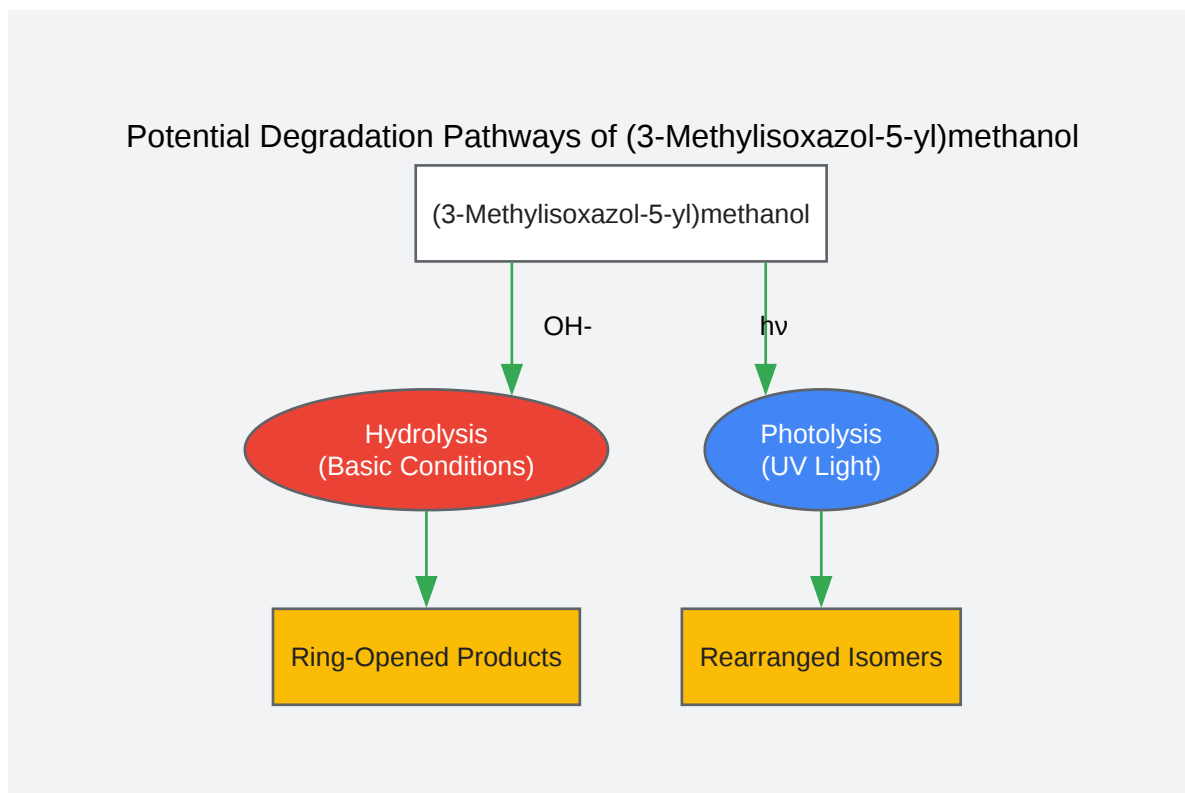 Potential Degradation Pathways of (3-Methylisoxazol-5-yl)methanol
(3-Methylisoxazol-5-yl)methanol
OH-
hν
Hydrolysis
(Basic Conditions)
Photolysis
(UV Light)
Ring-Opened Products
Rearranged Isomers